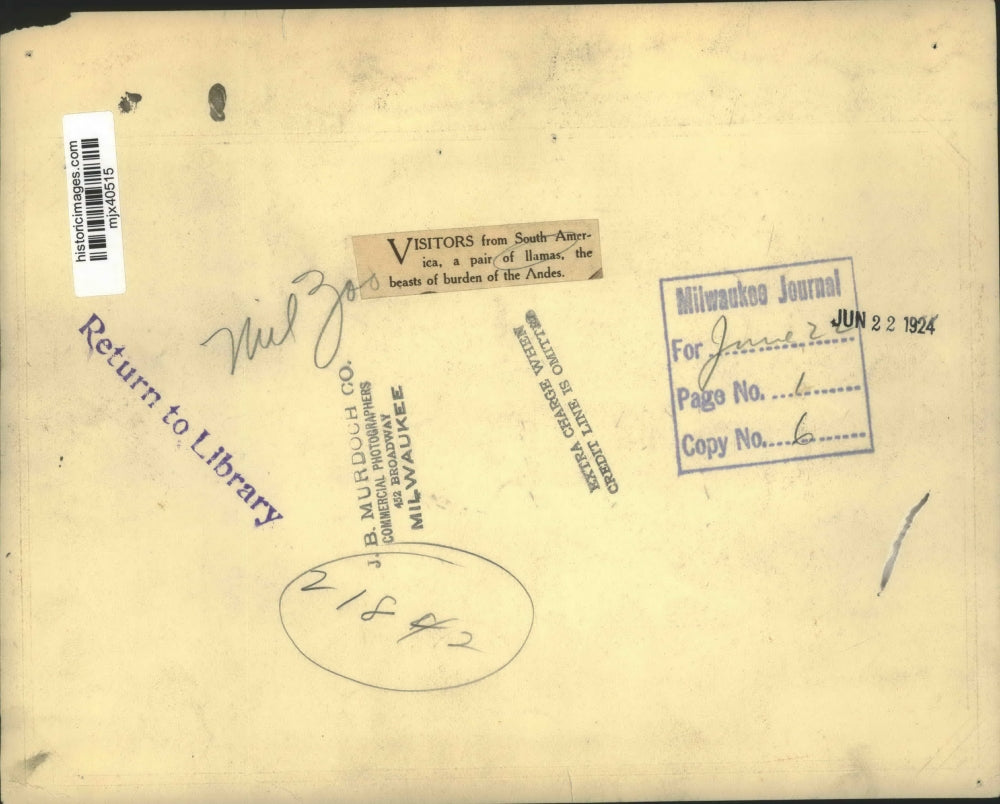 historicimages.com
mjx40515
VISITORS from South Amer-
ica, a pair of llamas, the
beasts of burden of the Andes.
Mil Zoo
Return to Library
J. B. MURDOCH CO.
COMMERCIAL PHOTOGRAPHERS
452 BROADWAY
MILWAUKEE
EXTRA CHARGE WHEN
CREDIT LINE IS OMITTED
Milwaukee Journal
JUN 22 1924
For June 22
Page No. 1
Copy No. 6
21842